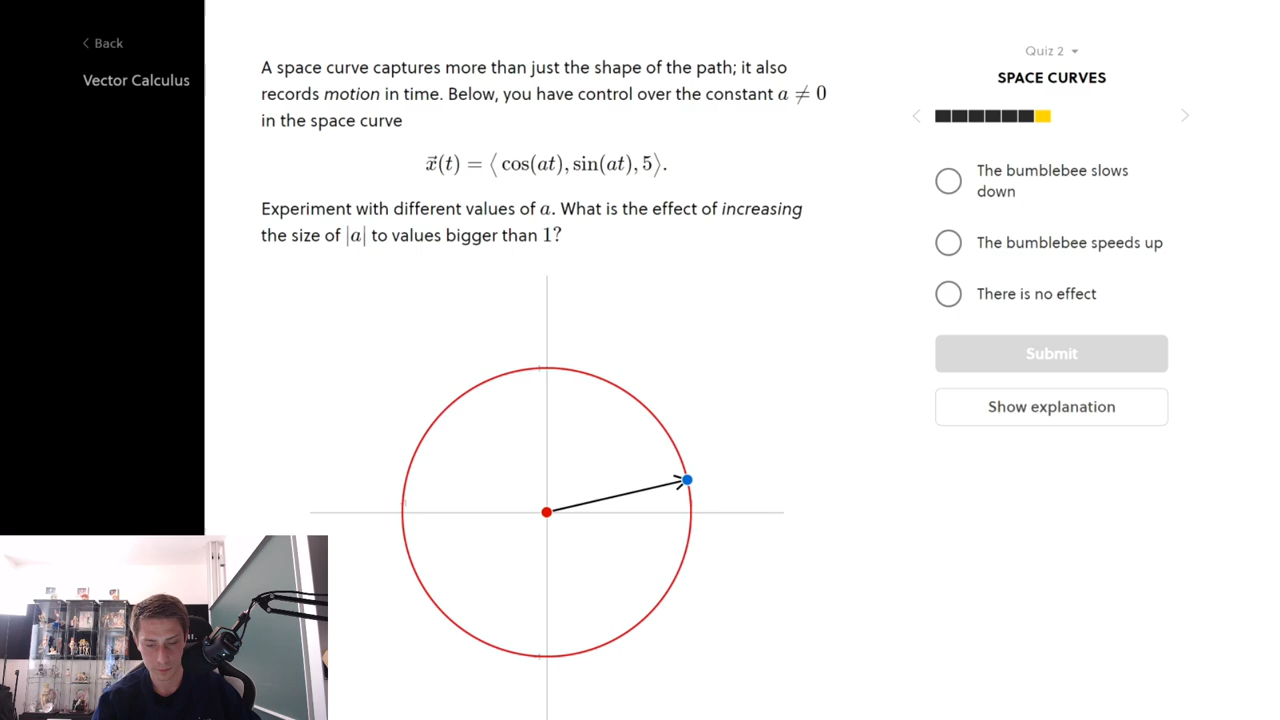 Back
Vector Calculus
A space curve captures more than just the shape of the path; it also
records motion in time. Below, you have control over the constant a ≠ 0
in the space curve
x⃗(t) = ⟨ cos(at), sin(at), 5⟩.
Experiment with different values of a. What is the effect of increasing
the size of |a| to values bigger than 1?
Quiz 2
SPACE CURVES
The bumblebee slows
down
The bumblebee speeds up
There is no effect
Submit
Show explanation